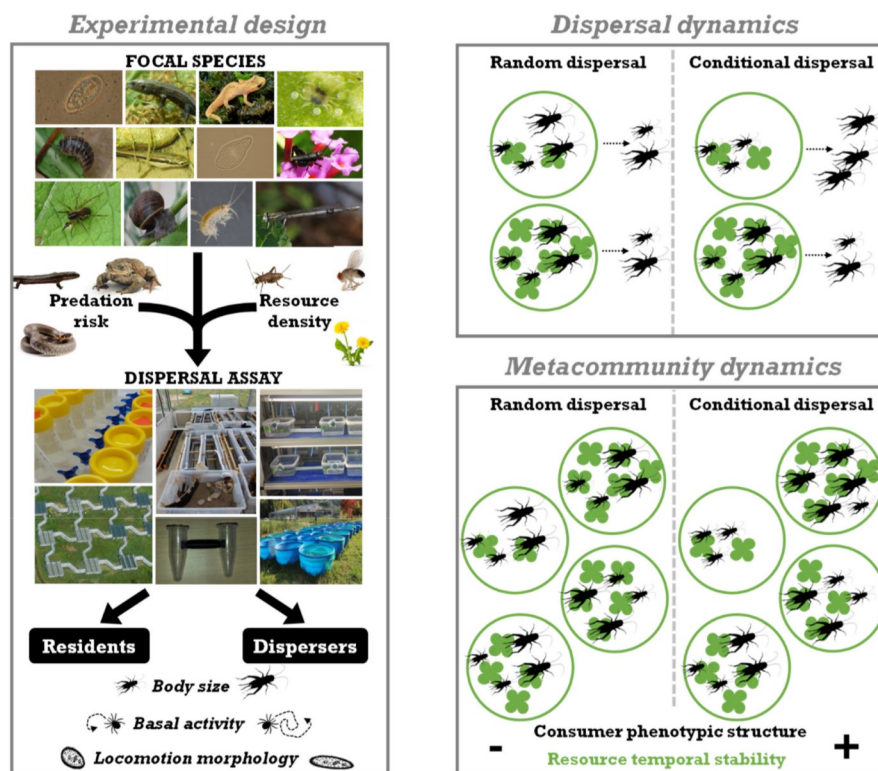 Experimental design
FOCAL SPECIES
Predation
risk
Resource
density
DISPERSAL ASSAY
Residents
Dispersers
Body size
Basal activity
Locomotion morphology
Dispersal dynamics
Random dispersal
Conditional dispersal
Metacommunity dynamics
Random dispersal
Conditional dispersal
Consumer phenotypic structure
- +
Resource temporal stability